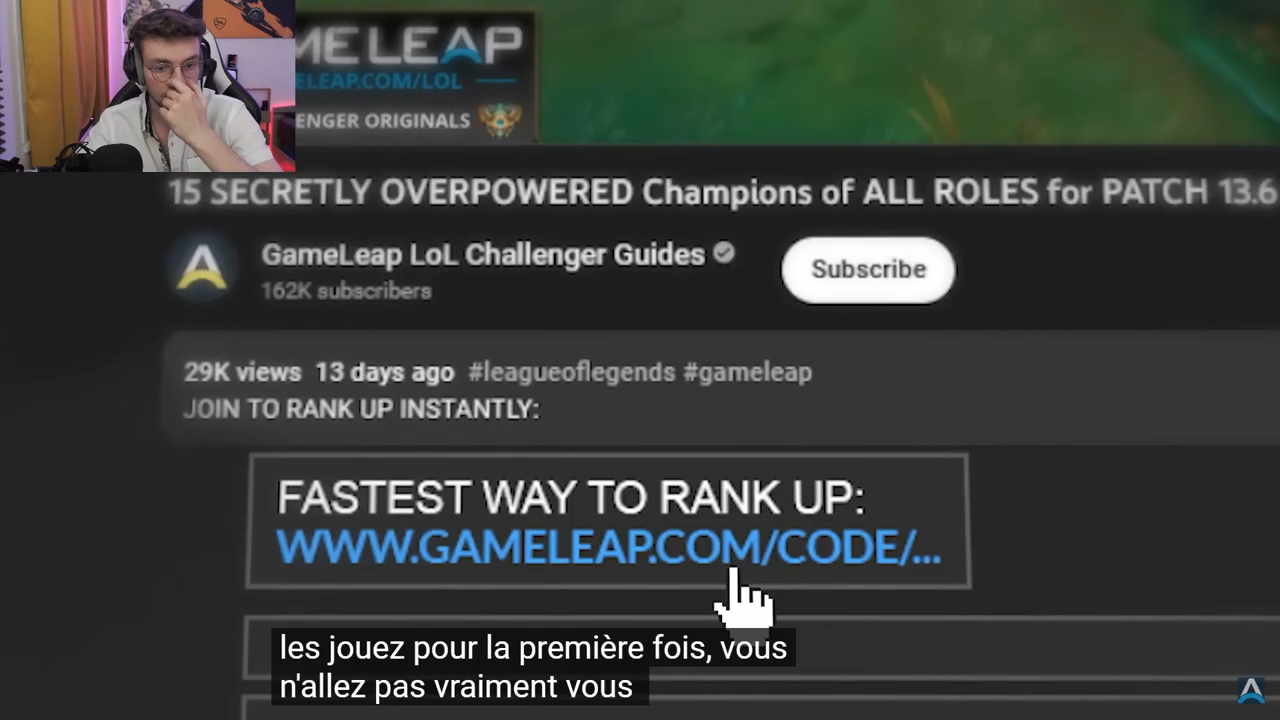 ME LEAP
ELEAP.COM/LOL
ENGER ORIGINALS
15 SECRETLY OVERPOWERED Champions of ALL ROLES for PATCH 13.6
GameLeap LoL Challenger Guides
Subscribe
162K subscribers
29K views 13 days ago #leagueoflegends #gameleap
JOIN TO RANK UP INSTANTLY:
FASTEST WAY TO RANK UP:
WWW.GAMELEAP.COM/CODE/...
les jouez pour la première fois, vous
n'allez pas vraiment vous